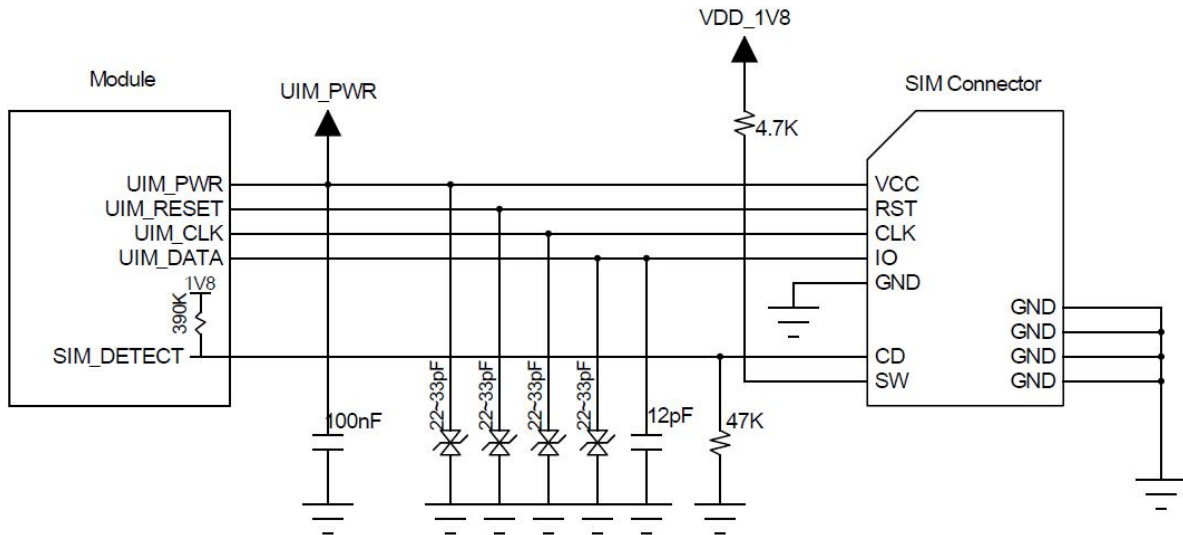 VDD_1V8
Module
UIM_PWR
SIM Connector
4.7K
UIM_PWR
UIM_RESET
UIM_CLK
UIM_DATA
1V8
390K
SIM_DETECT
VCC
RST
CLK
IO
GND
CD
SW
GND
GND
GND
GND
100nF
22~33pF
22~33pF
22~33pF
22~33pF
12pF
47K